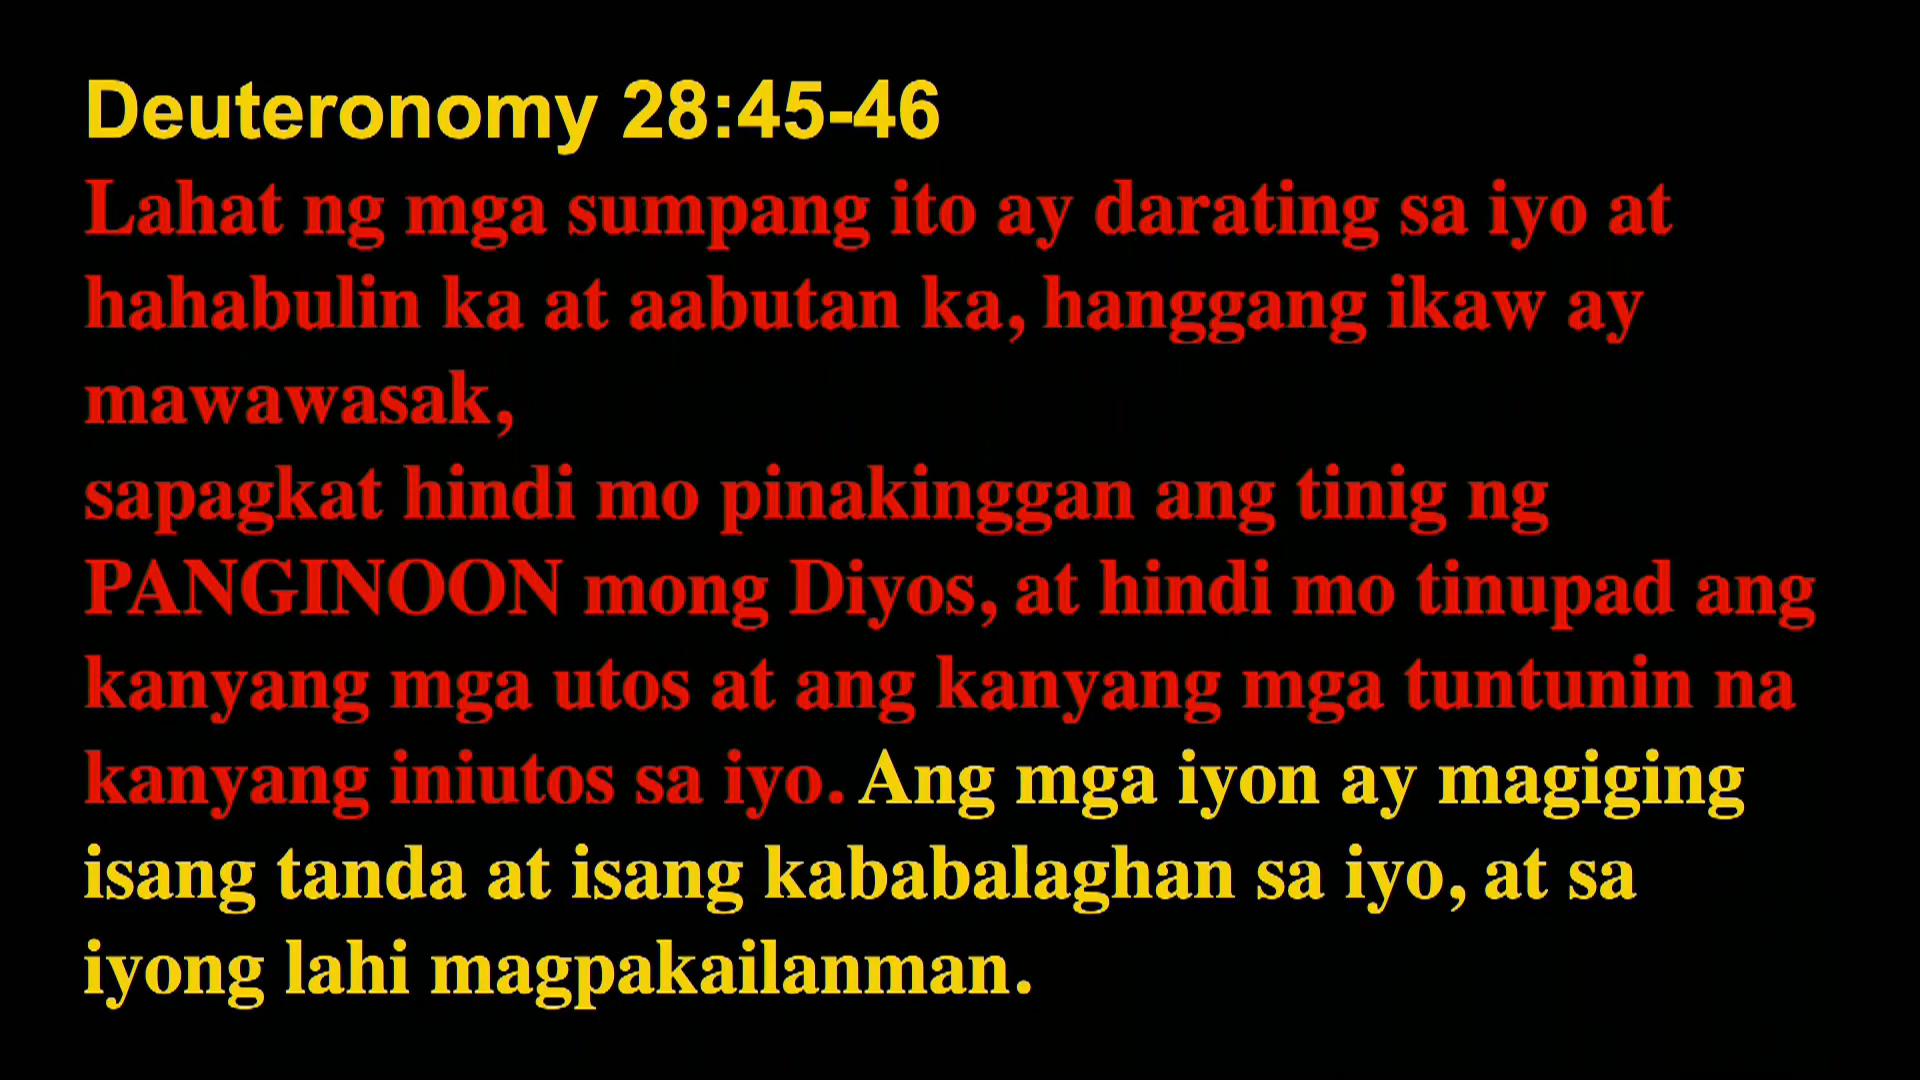 Deuteronomy 28:45-46
Lahat ng mga sumpang ito ay darating sa iyo at
hahabulin ka at aabutan ka, hanggang ikaw ay
mawawasak,
sapagkat hindi mo pinakinggan ang tinig ng
PANGINOON mong Diyos, at hindi mo tinupad ang
kanyang mga utos at ang kanyang mga tuntunin na
kanyang iniutos sa iyo. Ang mga iyon ay magiging
isang tanda at isang kababalaghan sa iyo, at sa
iyong lahi magpakailanman.